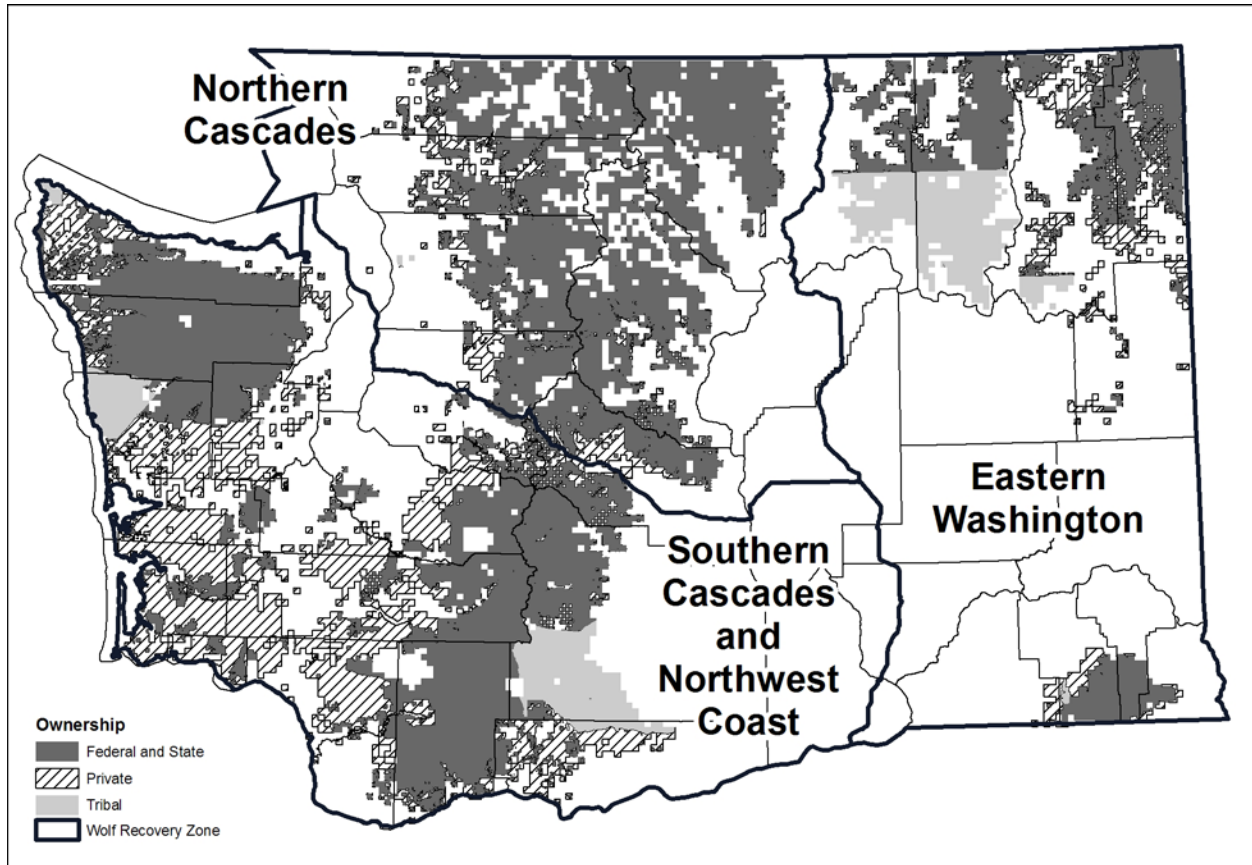 Northern
Cascades
Eastern
Washington
Southern
Cascades
and
Northwest
Coast
Ownership
Federal and State
Private
Tribal
Wolf Recovery Zone